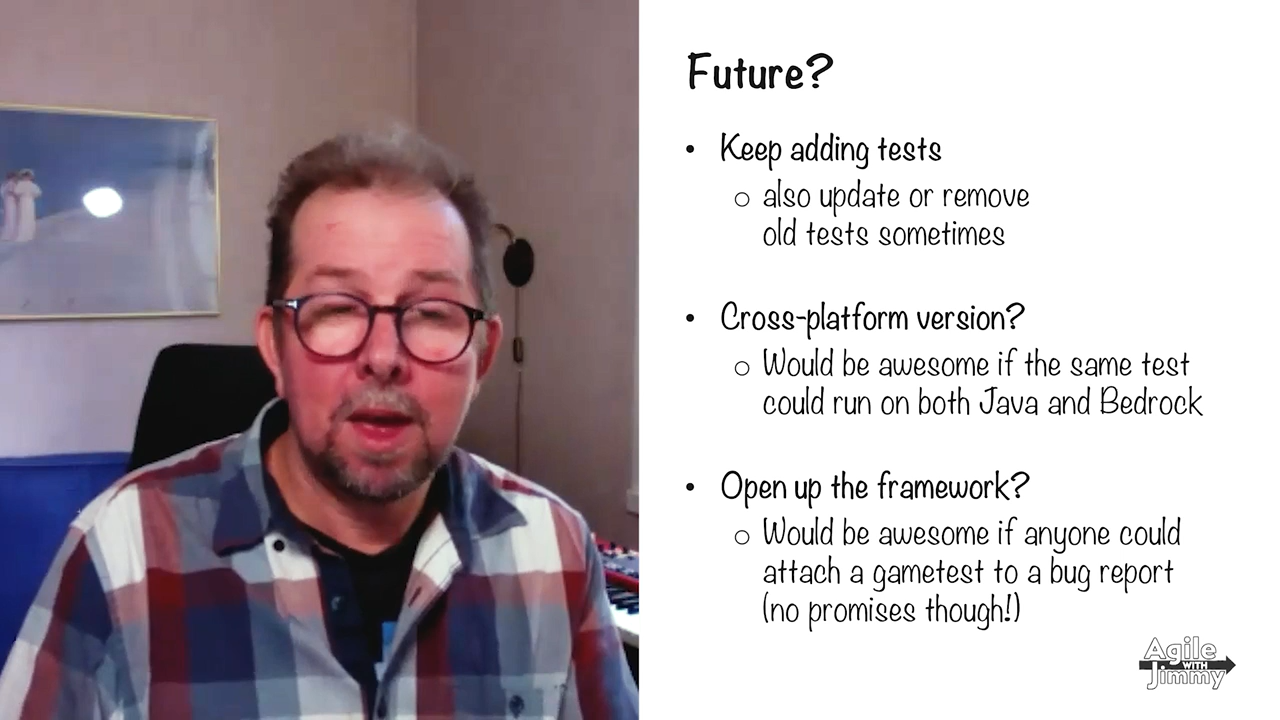 Future?
• Keep adding tests
o also update or remove
old tests sometimes
• Cross-platform version?
o Would be awesome if the same test
could run on both Java and Bedrock
• Open up the framework?
o Would be awesome if anyone could
attach a gametest to a bug report
(no promises though!)
Agile
WITH
Jimmy